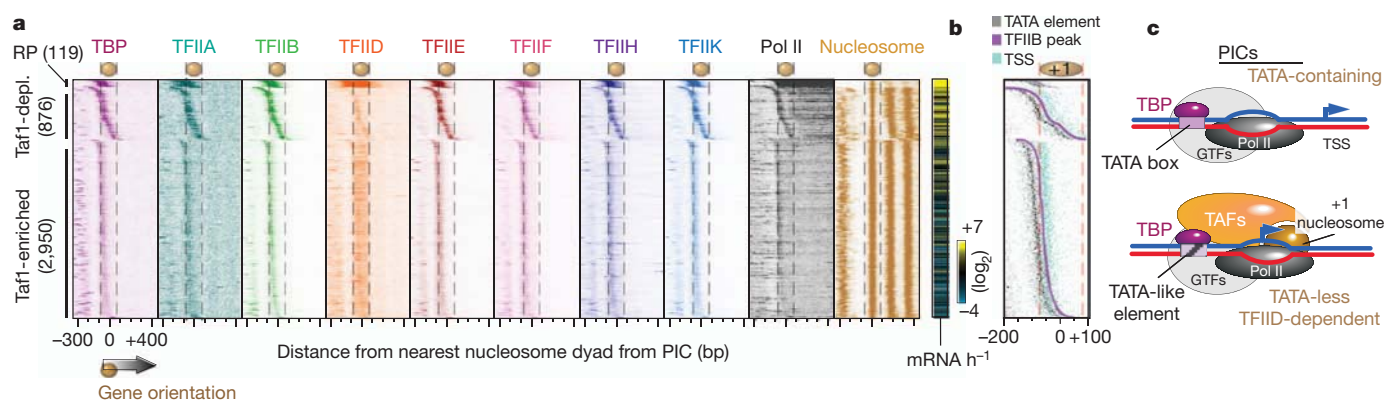 a
RP (119)
TBP
TFIIA
TFIIB
TFIID
TFIIE
TFIIF
TFIIH
TFIIK
Pol II
Nucleosome
Taf1-depl.
(876)
Taf1-enriched
(2,950)
–300 0 +400
Distance from nearest nucleosome dyad from PIC (bp)
Gene orientation
+7
(log2)
–4
mRNA h–1
b
TATA element
TFIIB peak
TSS
+1
–200 0 +100
c
PICs
TATA-containing
TBP
Pol II
GTFs
TSS
TATA box
TAFs
+1
nucleosome
TBP
Pol II
GTFs
TATA-like
element
TATA-less
TFIID-dependent